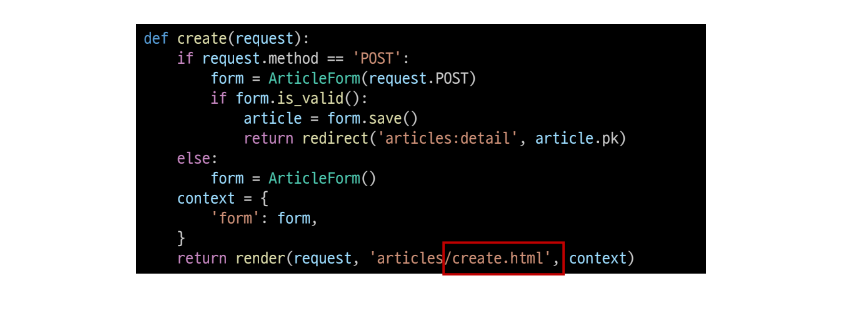 def create(request):
    if request.method == 'POST':
        form = ArticleForm(request.POST)
        if form.is_valid():
            article = form.save()
            return redirect('articles:detail', article.pk)
    else:
        form = ArticleForm()
    context = {
        'form': form,
    }
    return render(request, 'articles/create.html', context)